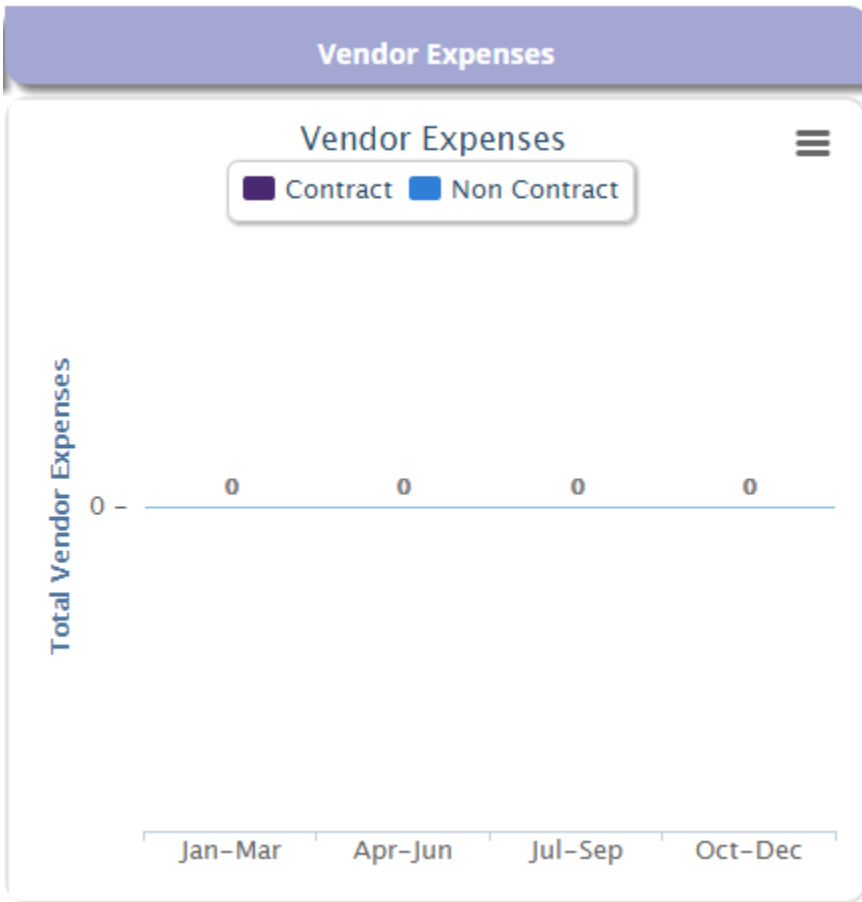 Vendor Expenses
Vendor Expenses
Contract Non Contract
Total Vendor Expenses
0 0 0 0
0
Jan-Mar Apr-Jun Jul-Sep Oct-Dec